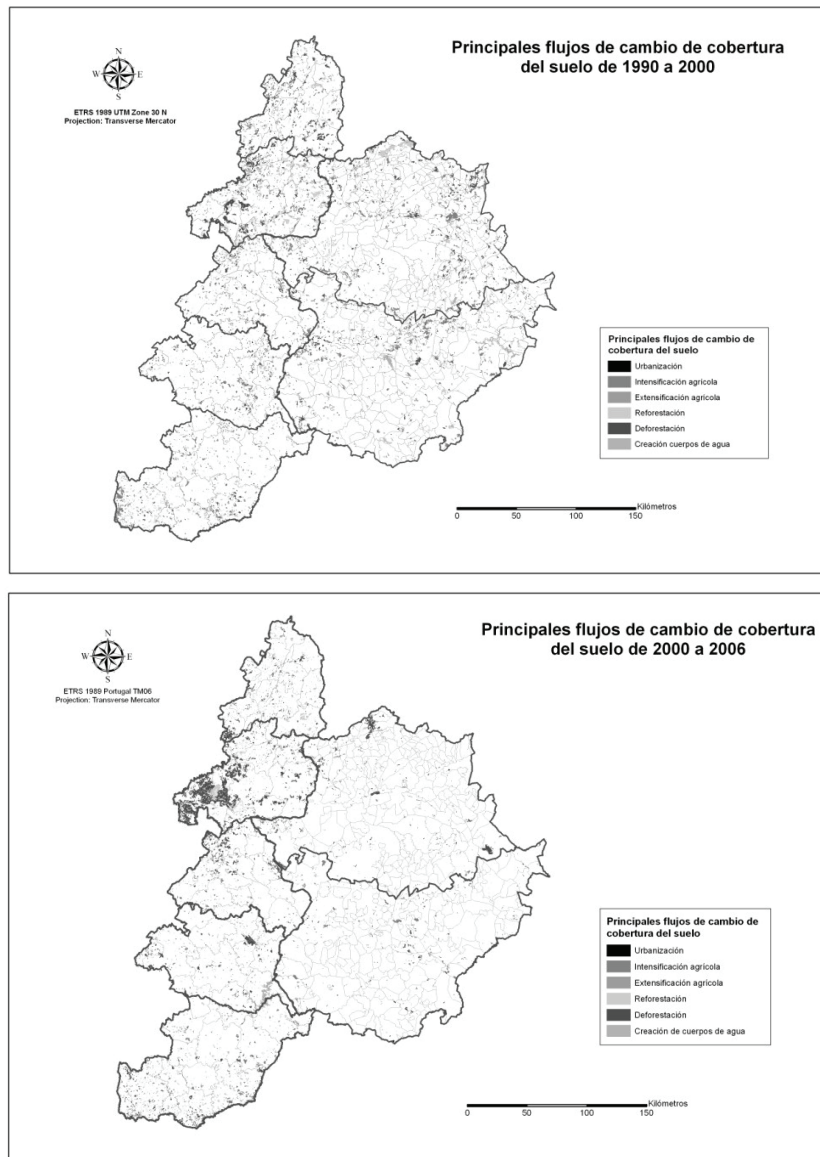 Principales flujos de cambio de cobertura
del suelo de 1990 a 2000
N
W E
S
ETRS 1989 UTM Zone 30 N
Projection: Transverse Mercator
Principales flujos de cambio de
cobertura del suelo
Urbanización
Intensificación agrícola
Extensificación agrícola
Reforestación
Deforestación
Creación cuerpos de agua
Kilómetros
0 50 100 150
Principales flujos de cambio de cobertura
del suelo de 2000 a 2006
N
W E
S
ETRS 1989 Portugal TM06
Projection: Transverse Mercator
Principales flujos de cambio de
cobertura del suelo
Urbanización
Intensificación agrícola
Extensificación agrícola
Reforestación
Deforestación
Creación de cuerpos de agua
Kilómetros
0 50 100 150